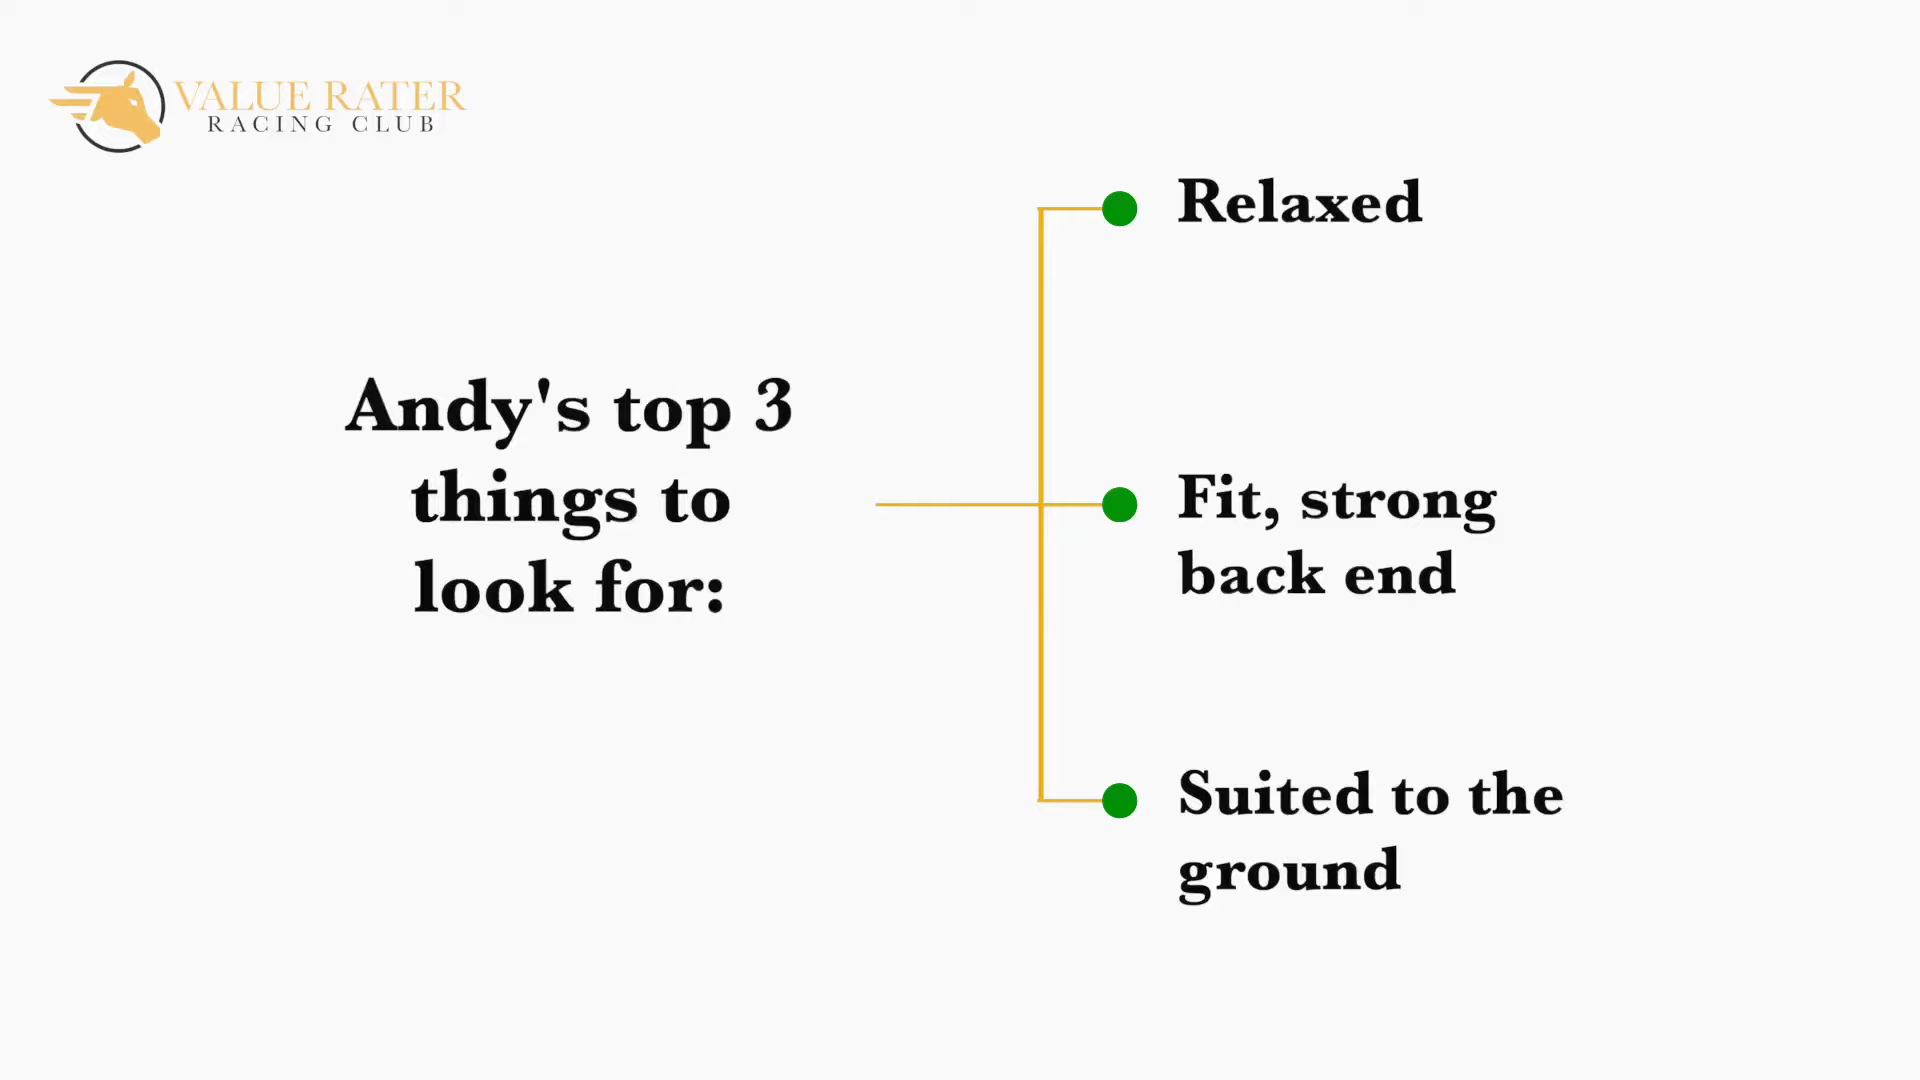 VALUE RATER
RACING CLUB
Andy's top 3
things to
look for:
Relaxed
Fit, strong
back end
Suited to the
ground